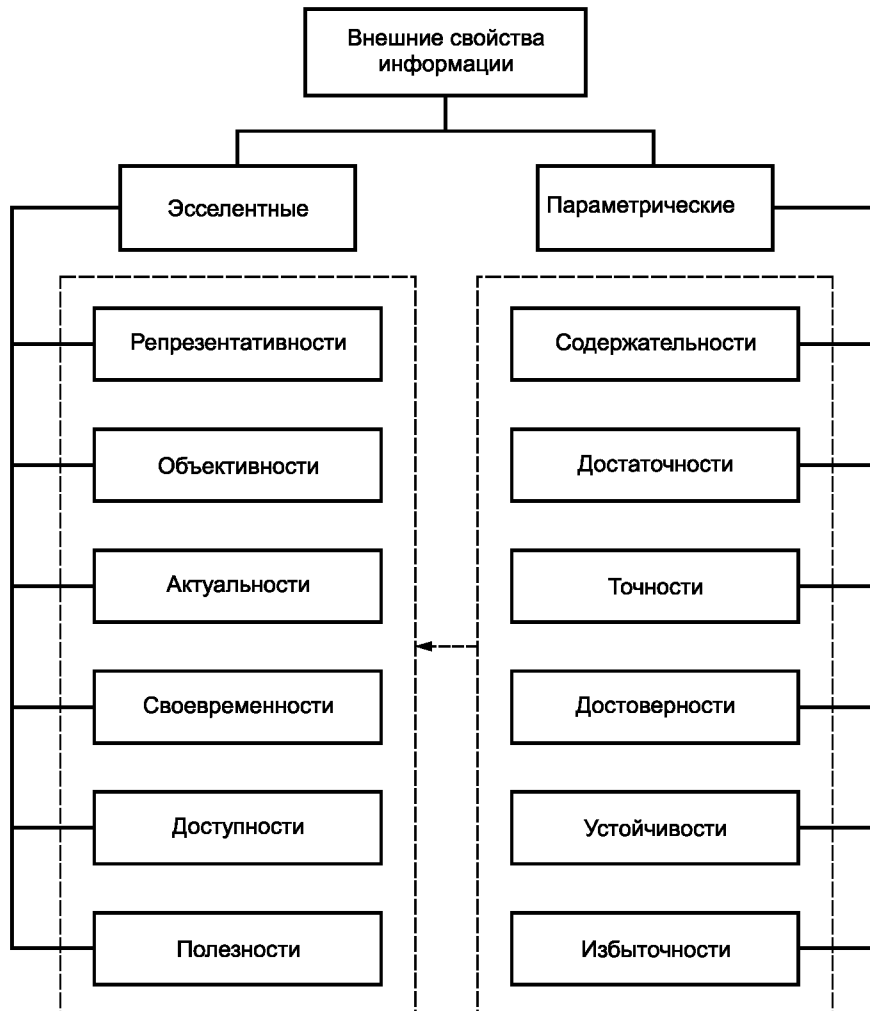 Внешние свойства
информации
Эсселентные
Параметрические
Репрезентативности
Содержательности
Объективности
Достаточности
Актуальности
Точности
Своевременности
Достоверности
Доступности
Устойчивости
Полезности
Избыточности